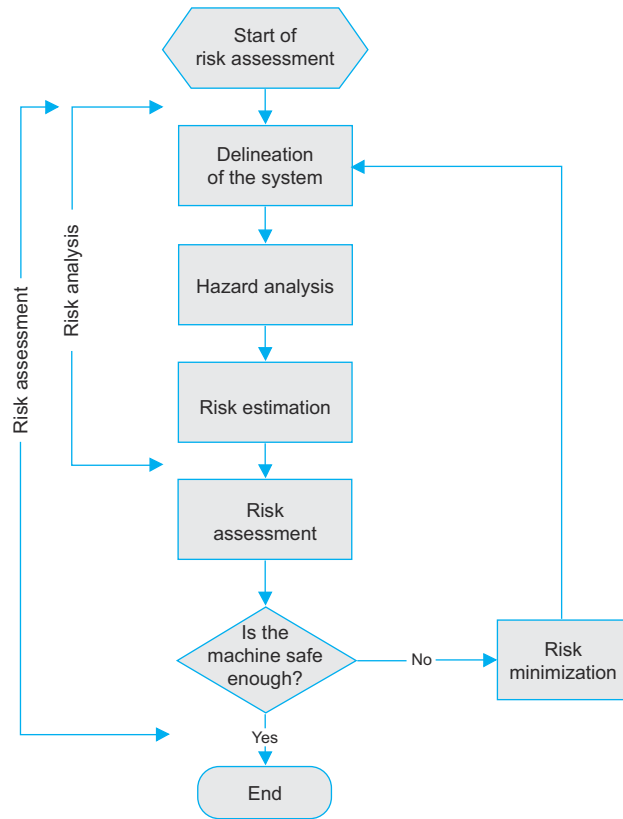 Start of
risk assessment
Delineation
of the system
Hazard analysis
Risk estimation
Risk
assessment
Is the
machine safe
enough?
No
Risk
minimization
Yes
End
Risk analysis
Risk assessment